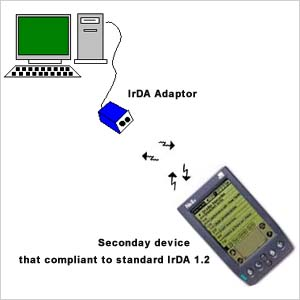 IrDA Adaptor
Seconday device
that compliant to standard IrDA 1.2